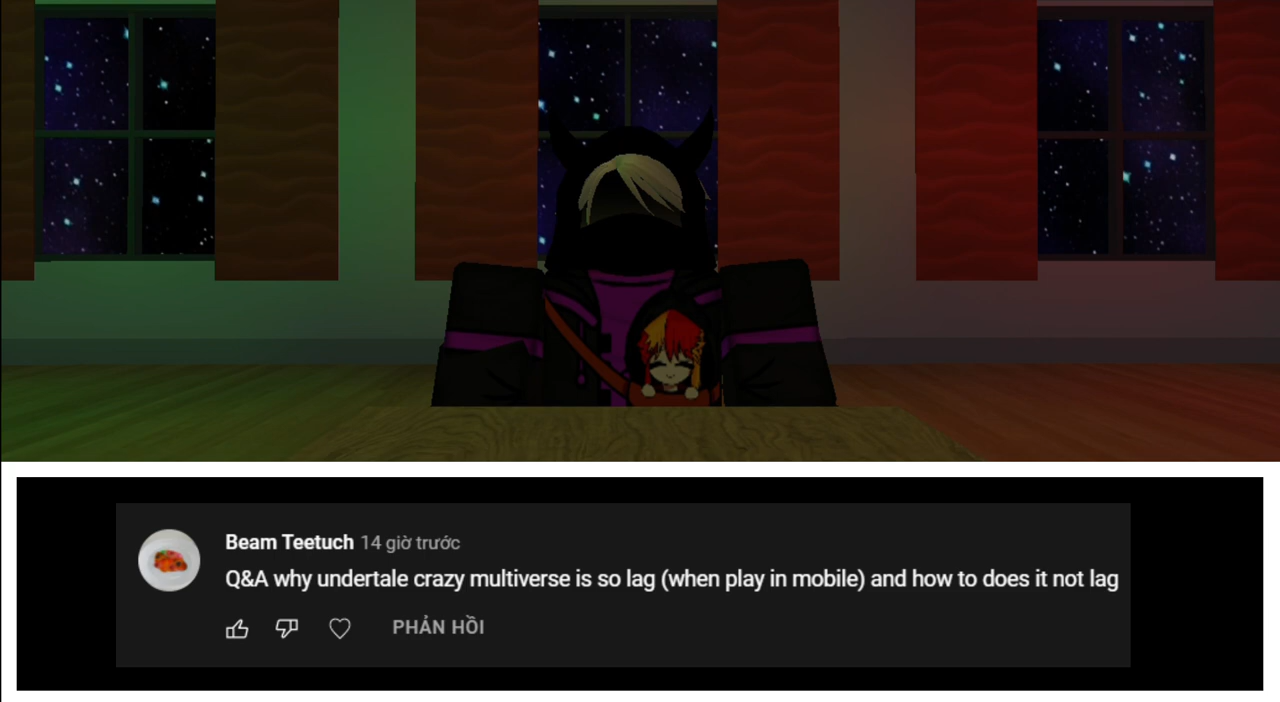 Beam Teetuch 14 giờ trước
Q&A why undertale crazy multiverse is so lag (when play in mobile) and how to does it not lag
PHẢN HỒI